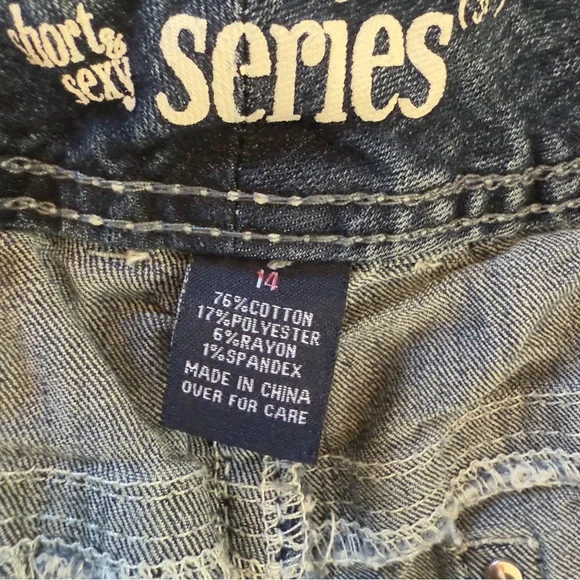 short &
sexy
series
14
76%COTTON
17%POLYESTER
6%RAYON
1%SPANDEX
MADE IN CHINA
OVER FOR CARE